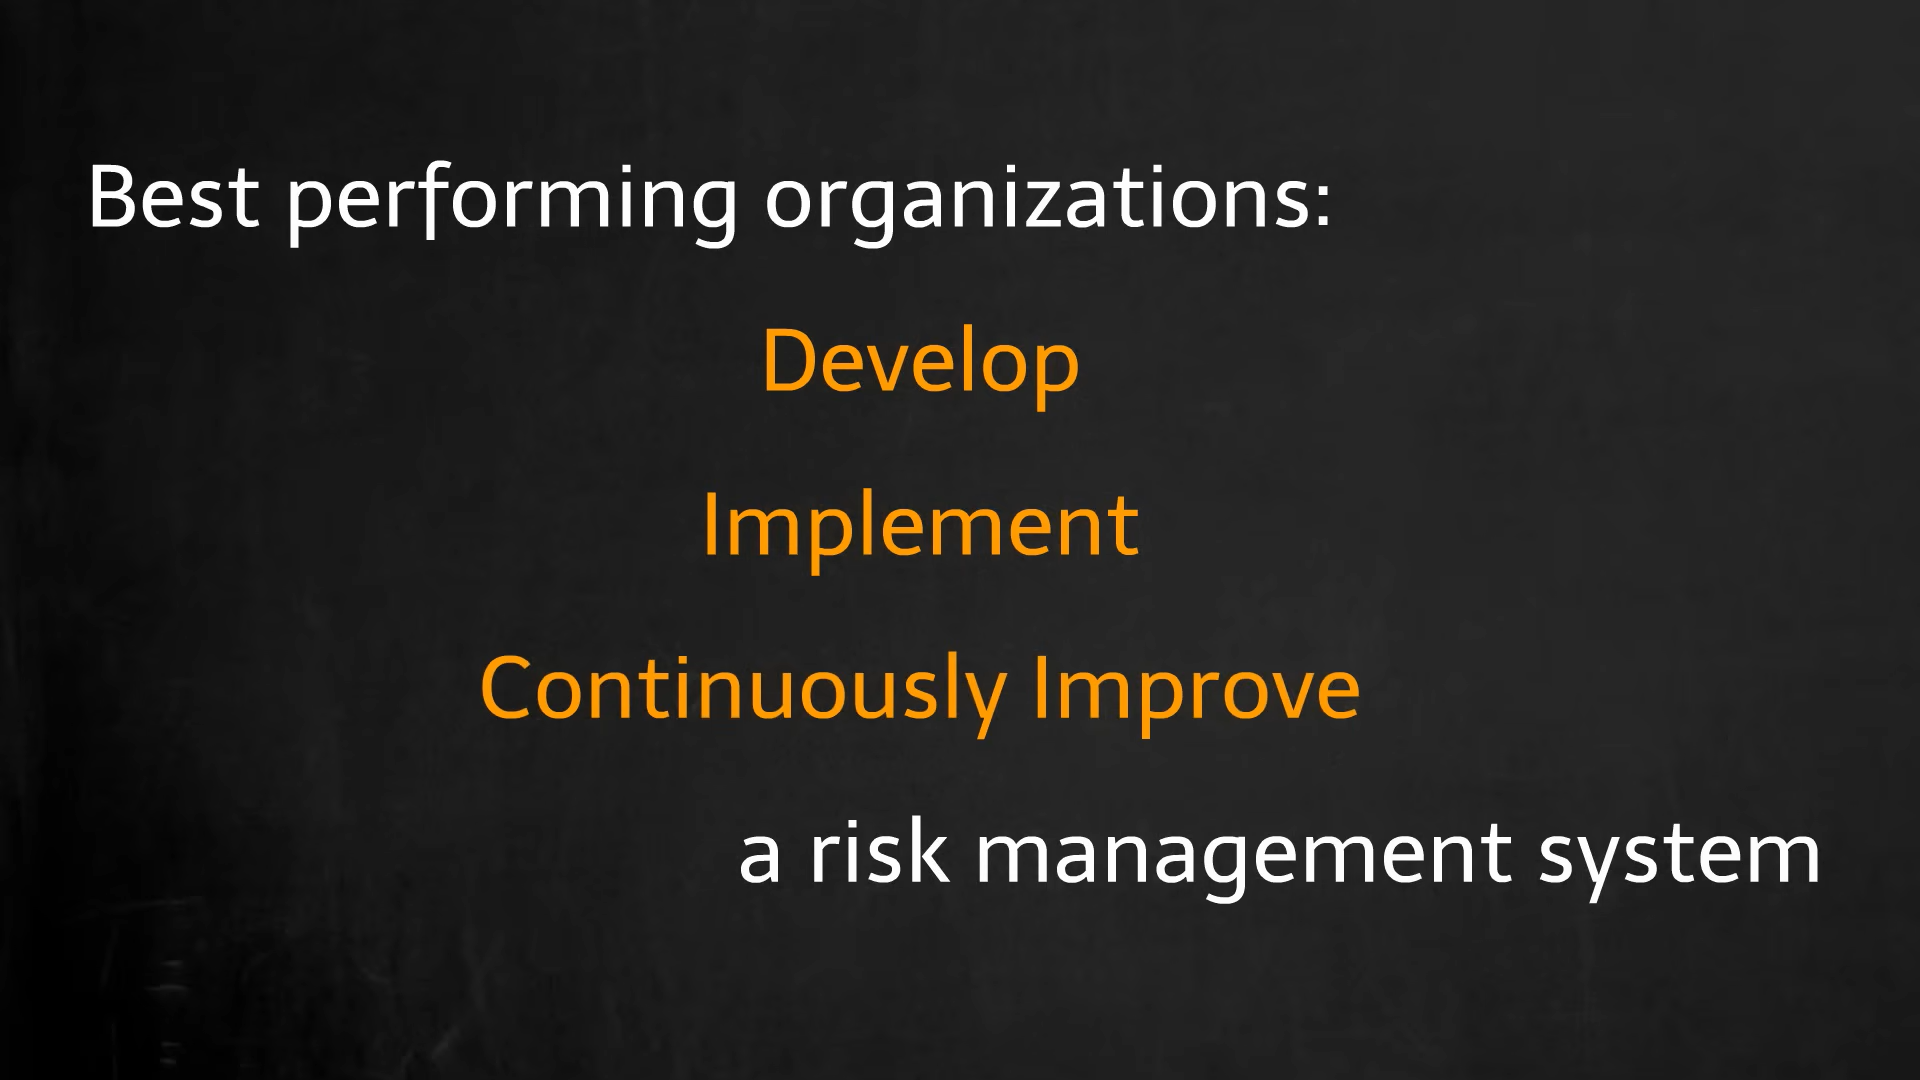 Best performing organizations:
Develop
Implement
Continuously Improve
a risk management system